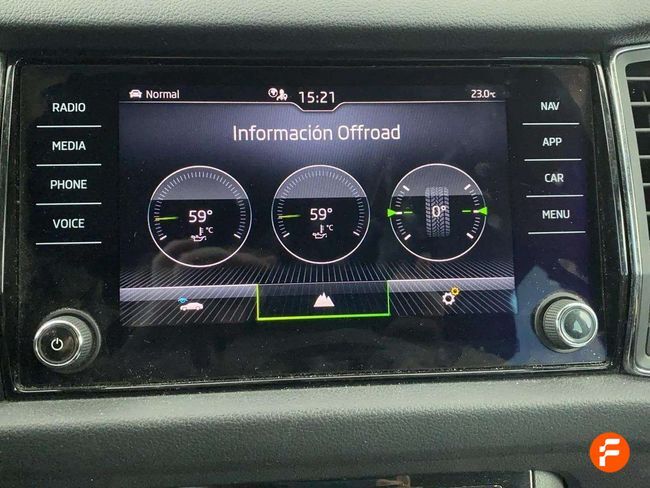 Normal
15:21
23.0°C
Información Offroad
RADIO
MEDIA
PHONE
VOICE
59°
°C
59°
°C
0°
NAV
APP
CAR
MENU